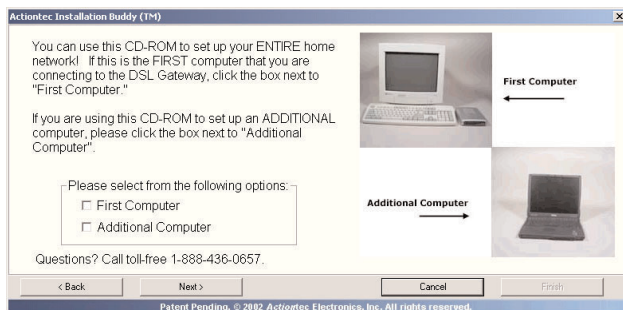 Actiontec Installation Buddy (TM)
You can use this CD-ROM to set up your ENTIRE home
network! If this is the FIRST computer that you are
connecting to the DSL Gateway, click the box next to
"First Computer."
If you are using this CD-ROM to set up an ADDITIONAL
computer, please click the box next to "Additional
Computer".
Please select from the following options:
First Computer
Additional Computer
Questions? Call toll-free 1-888-436-0657.
First Computer
Additional Computer
< Back
Next >
Cancel
Finish
Patent Pending. © 2002 Actiontec Electronics, Inc. All rights reserved.